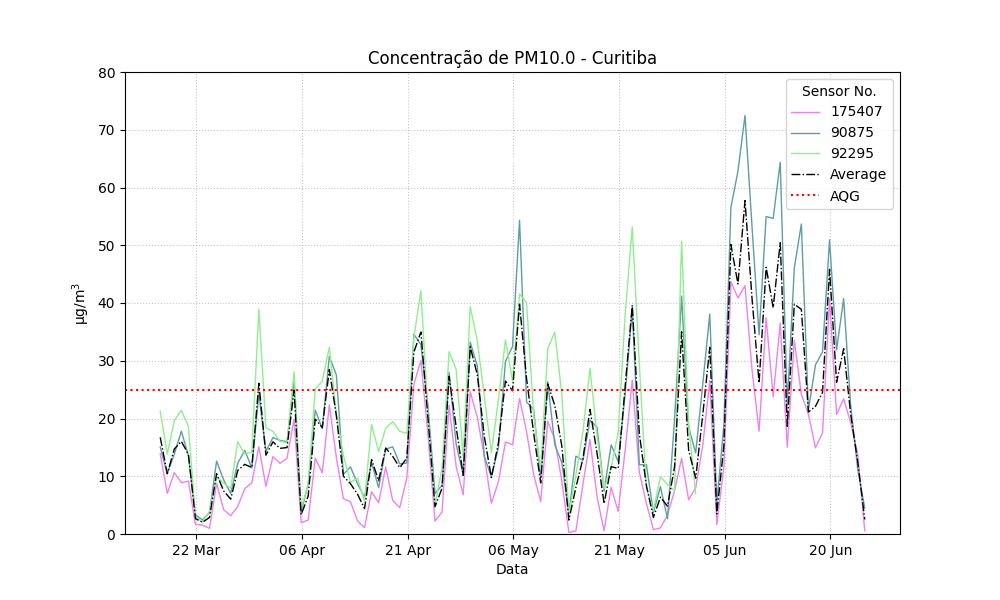 Concentração de PM10.0 - Curitiba
80
70
60
50
40
30
20
10
0
µg/m³
Sensor No.
175407
90875
92295
Average
AQG
22 Mar
06 Apr
21 Apr
06 May
21 May
05 Jun
20 Jun
Data